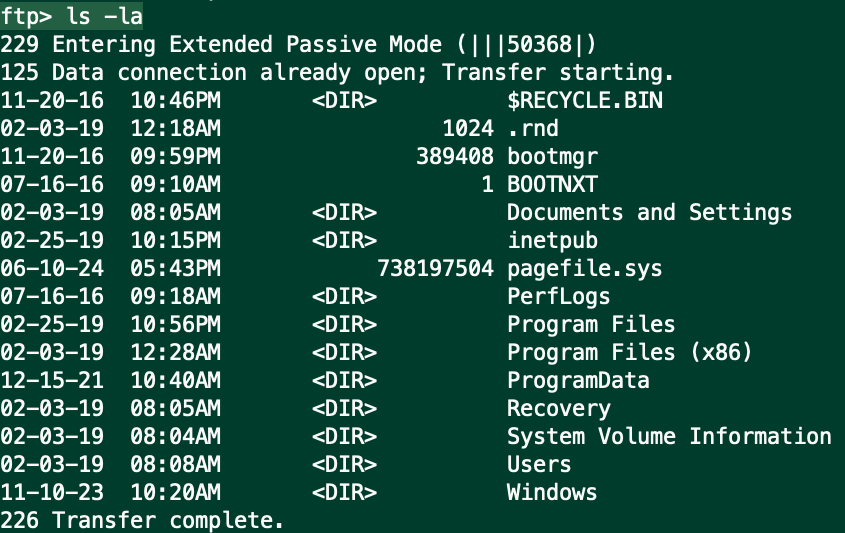 ftp> ls -la
229 Entering Extended Passive Mode (|||50368|)
125 Data connection already open; Transfer starting.
11-20-16  10:46PM       <DIR>          $RECYCLE.BIN
02-03-19  12:18AM                 1024 .rnd
11-20-16  09:59PM               389408 bootmgr
07-16-16  09:10AM                    1 BOOTNXT
02-03-19  08:05AM       <DIR>          Documents and Settings
02-25-19  10:15PM       <DIR>          inetpub
06-10-24  05:43PM            738197504 pagefile.sys
07-16-16  09:18AM       <DIR>          PerfLogs
02-25-19  10:56PM       <DIR>          Program Files
02-03-19  12:28AM       <DIR>          Program Files (x86)
12-15-21  10:40AM       <DIR>          ProgramData
02-03-19  08:05AM       <DIR>          Recovery
02-03-19  08:04AM       <DIR>          System Volume Information
02-03-19  08:08AM       <DIR>          Users
11-10-23  10:20AM       <DIR>          Windows
226 Transfer complete.